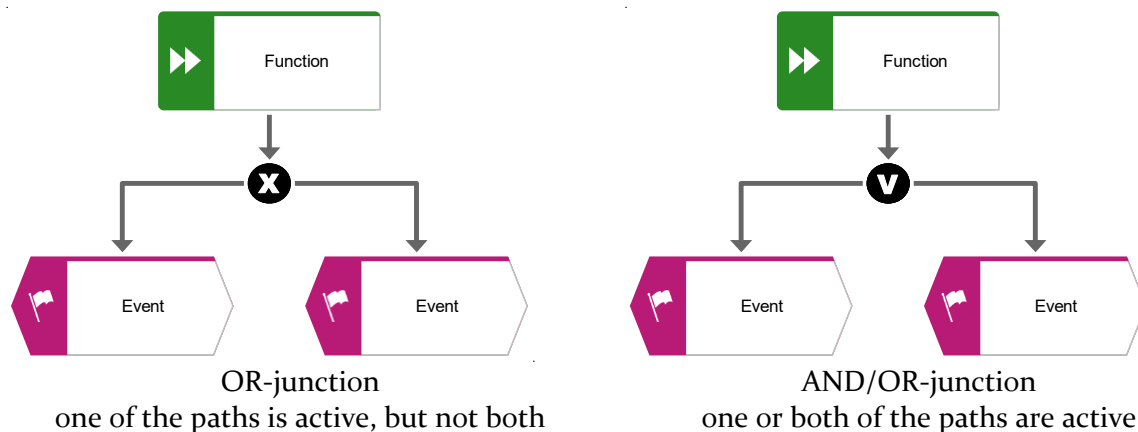 Function
Function
X
V
Event
Event
Event
Event
OR-junction
one of the paths is active, but not both
AND/OR-junction
one or both of the paths are active